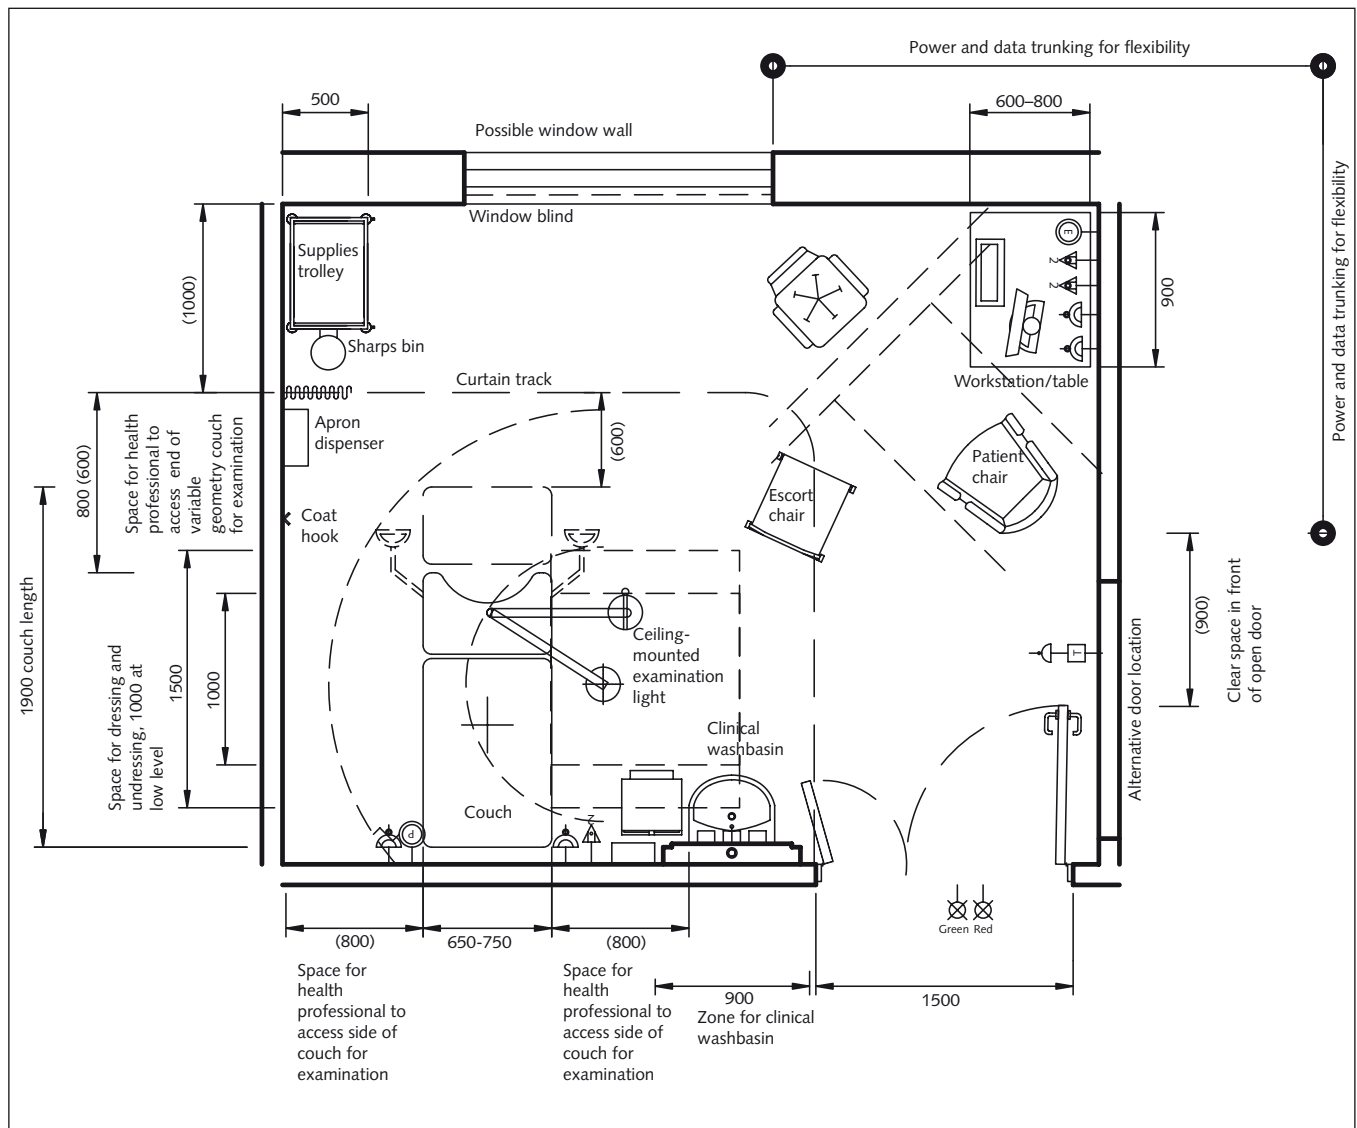 Power and data trunking for flexibility
500
600–800
Possible window wall
Power and data trunking for flexibility
Window blind
Supplies
trolley
E
2
2
(1000)
900
Sharps bin
Curtain track
Workstation/table
Apron
dispenser
(600)
Space for health
professional to
access end of
variable
geometry couch
for examination
800 (600)
Patient
chair
Escort
chair
Coat
hook
1900 couch length
(900)
Clear space in front
of open door
Ceiling-
mounted
examination
light
T
Alternative door location
1500
1000
Space for dressing and
undressing, 1000 at
low level
Clinical
washbasin
Couch
P
2
Green Red
(800)
650-750
(800)
900
1500
Space for
health
professional to
access side of
couch for
examination
Space for
health
professional to
access side of
couch for
examination
Zone for clinical
washbasin